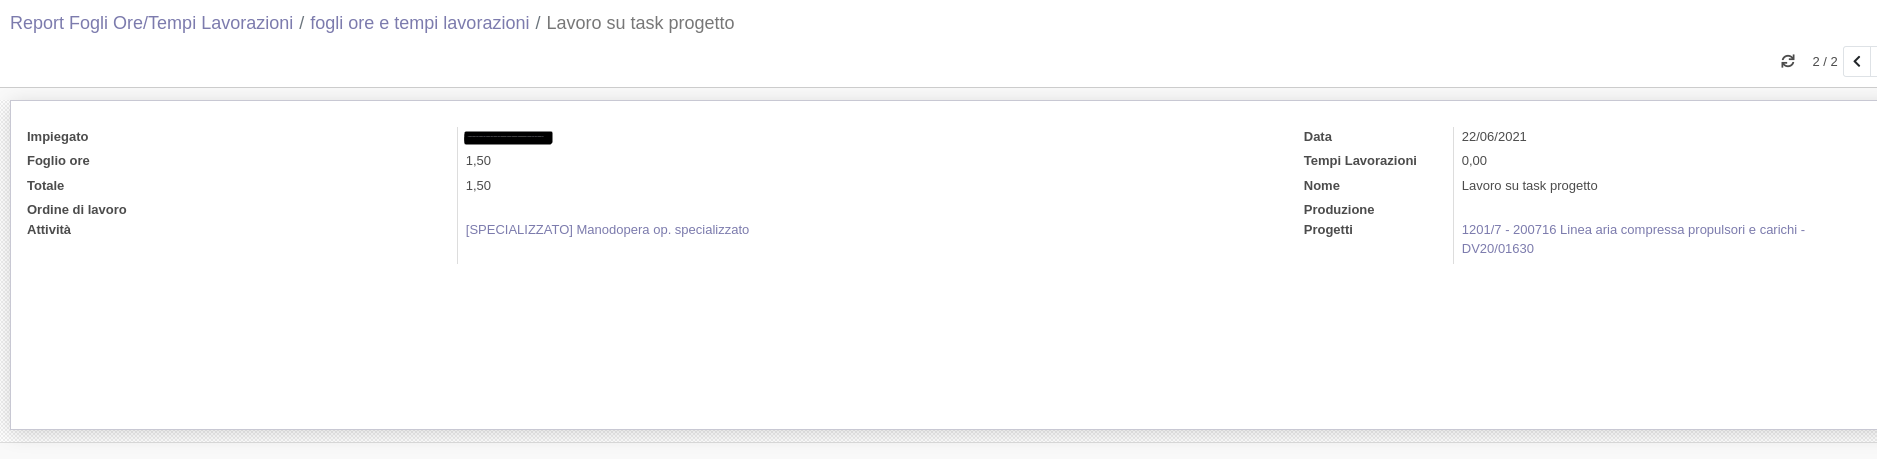 Report Fogli Ore/Tempi Lavorazioni / fogli ore e tempi lavorazioni / Lavoro su task progetto
2 / 2
Impiegato
Data 22/06/2021
Foglio ore 1,50
Tempi Lavorazioni 0,00
Totale 1,50
Nome Lavoro su task progetto
Ordine di lavoro
Produzione
Attività [SPECIALIZZATO] Manodopera op. specializzato
Progetti 1201/7 - 200716 Linea aria compressa propulsori e carichi -
DV20/01630